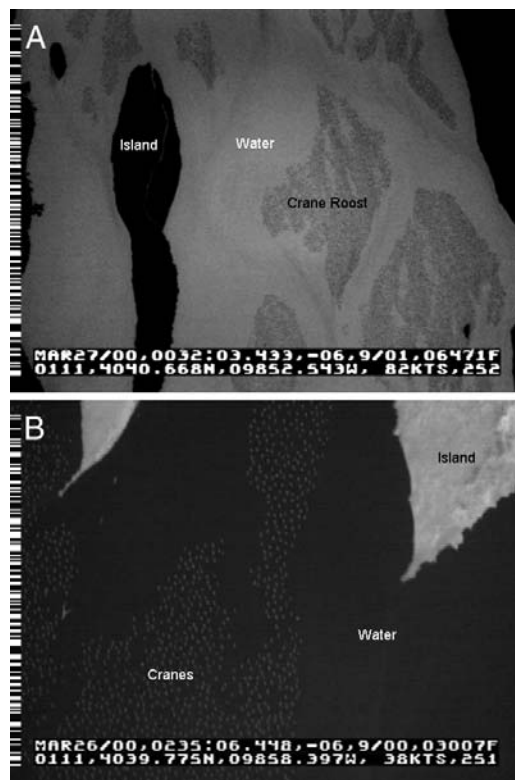 A
Island
Water
Crane Roost
MAR27/00,0032:03.433,-06,9/01,06471F
0111,4040.668N,09852.543W, 82KTS,252
B
Island
Water
Cranes
MAR26/00,0235:06.448,-06,9/00,03007F
0111,4039.775N,09858.397W, 38KTS,251